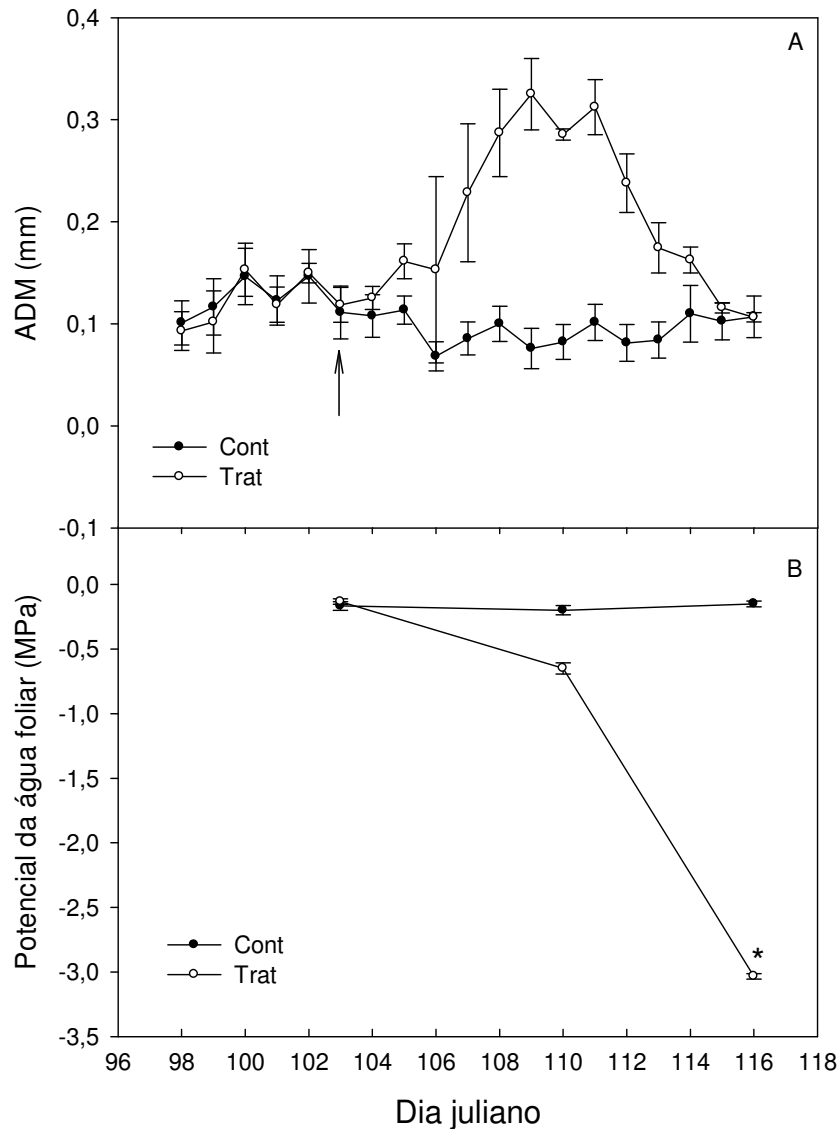 0,4
A
0,3
0,2
0,1
0,0
-0,1
ADM (mm)
Cont
Trat
B
0,0
-0,5
-1,0
-1,5
-2,0
-2,5
-3,0
-3,5
Potencial da água foliar (MPa)
*
Cont
Trat
96 98 100 102 104 106 108 110 112 114 116 118
Dia juliano